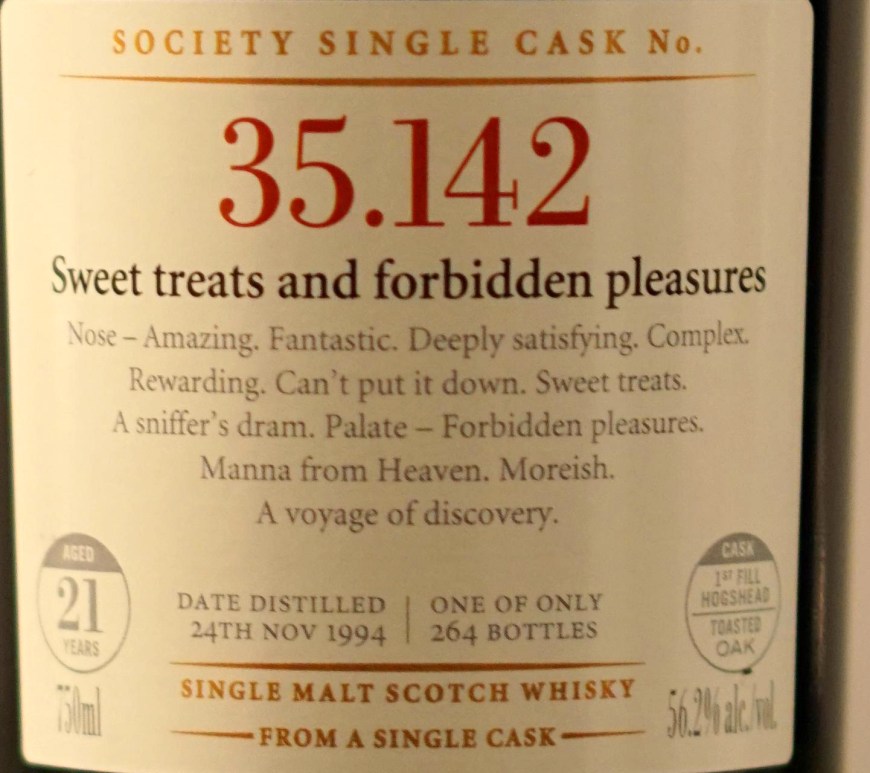 SOCIETY SINGLE CASK No.
35.142
Sweet treats and forbidden pleasures
Nose – Amazing. Fantastic. Deeply satisfying. Complex.
Rewarding. Can't put it down. Sweet treats.
A sniffer's dram. Palate – Forbidden pleasures.
Manna from Heaven. Moreish.
A voyage of discovery.
AGED
21
YEARS
750ml
DATE DISTILLED
24TH NOV 1994
ONE OF ONLY
264 BOTTLES
CASK
1ST FILL
HOGSHEAD
TOASTED
OAK
56.2% alc./vol.
SINGLE MALT SCOTCH WHISKY
FROM A SINGLE CASK